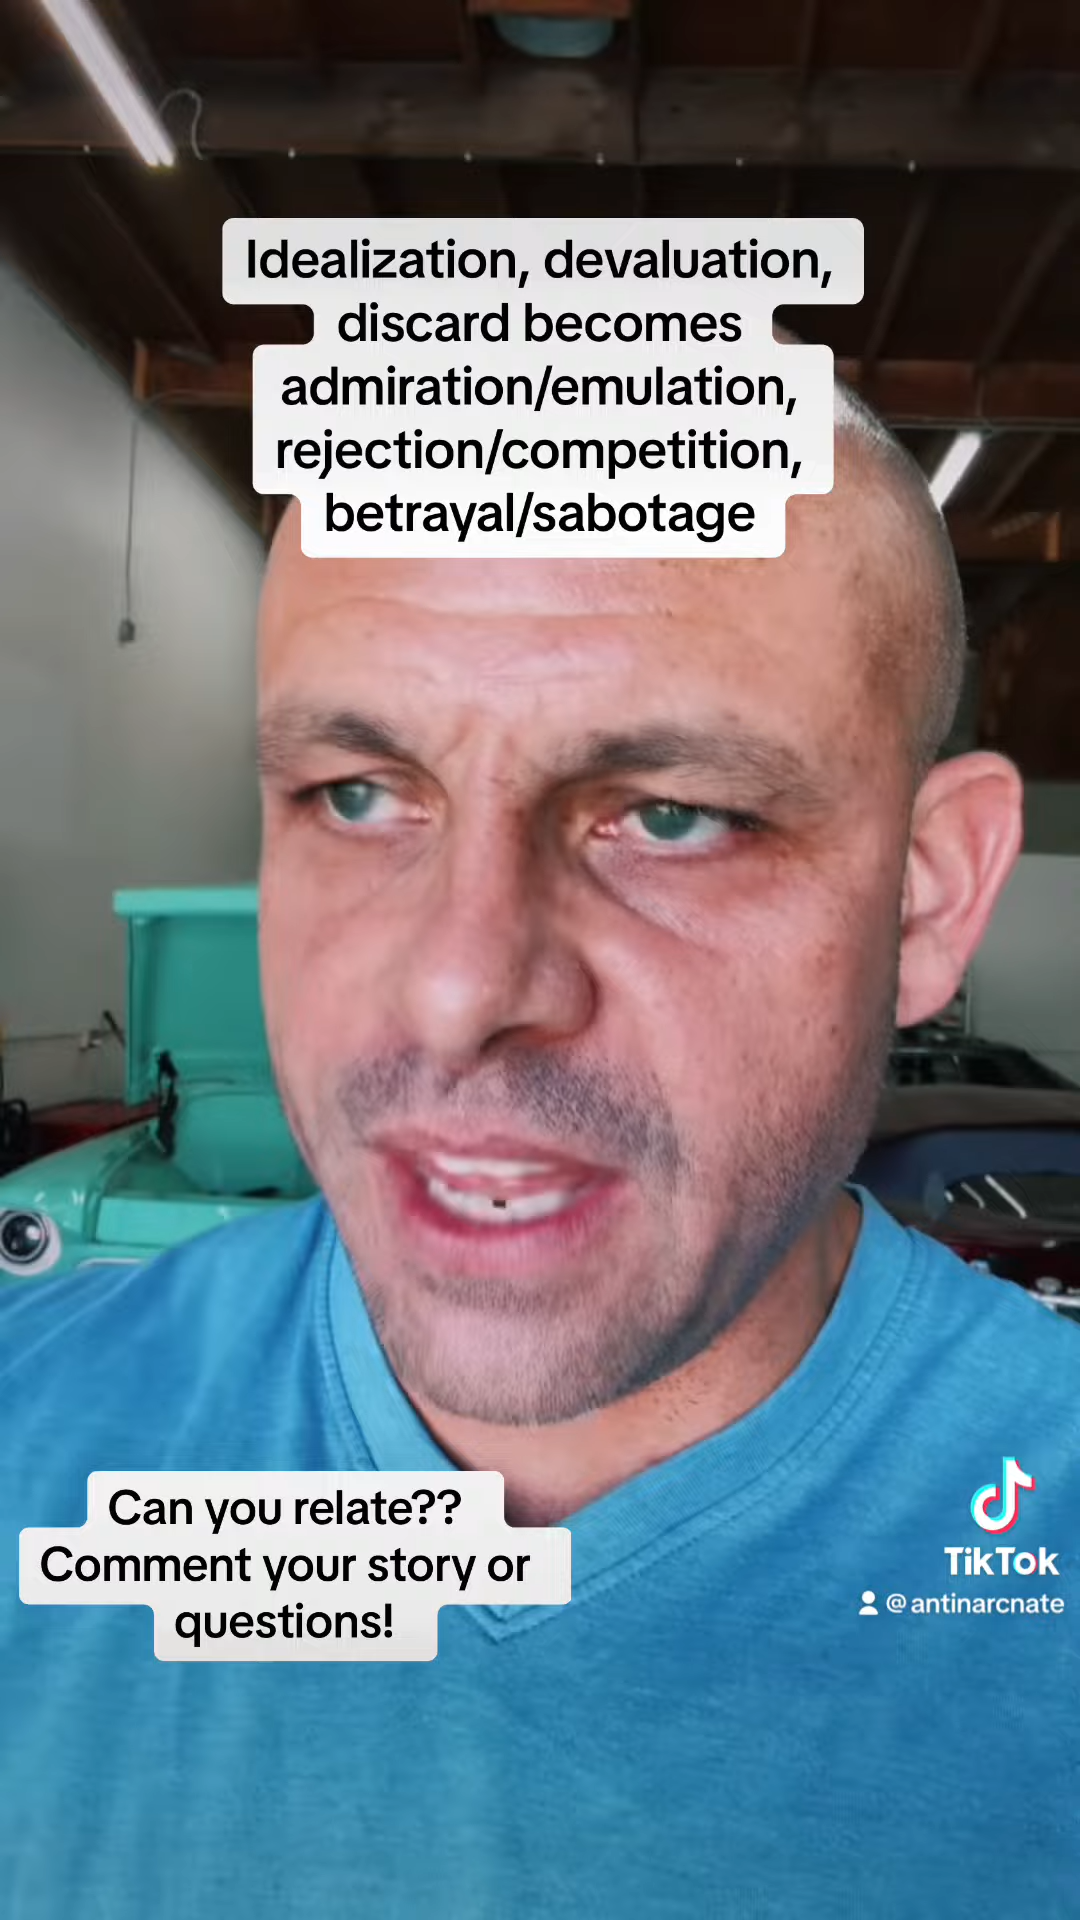 Idealization, devaluation,
discard becomes
admiration/emulation,
rejection/competition,
betrayal/sabotage
Can you relate??
Comment your story or
questions!
TikTok
@antinarcnate